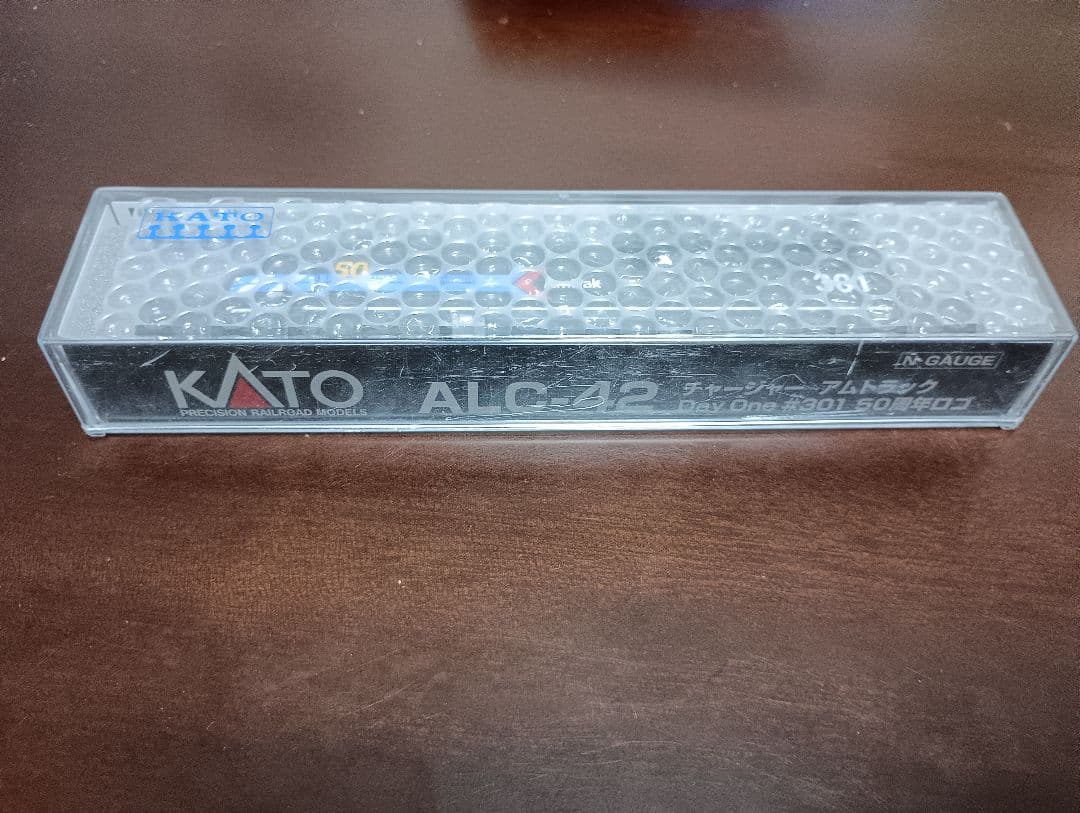 KATO
50
Amtrak
301
KATO
PRECISION RAILROAD MODELS
ALC-42
チャージャー アムトラック
Day One #301 50周年ロゴ
N-GAUGE